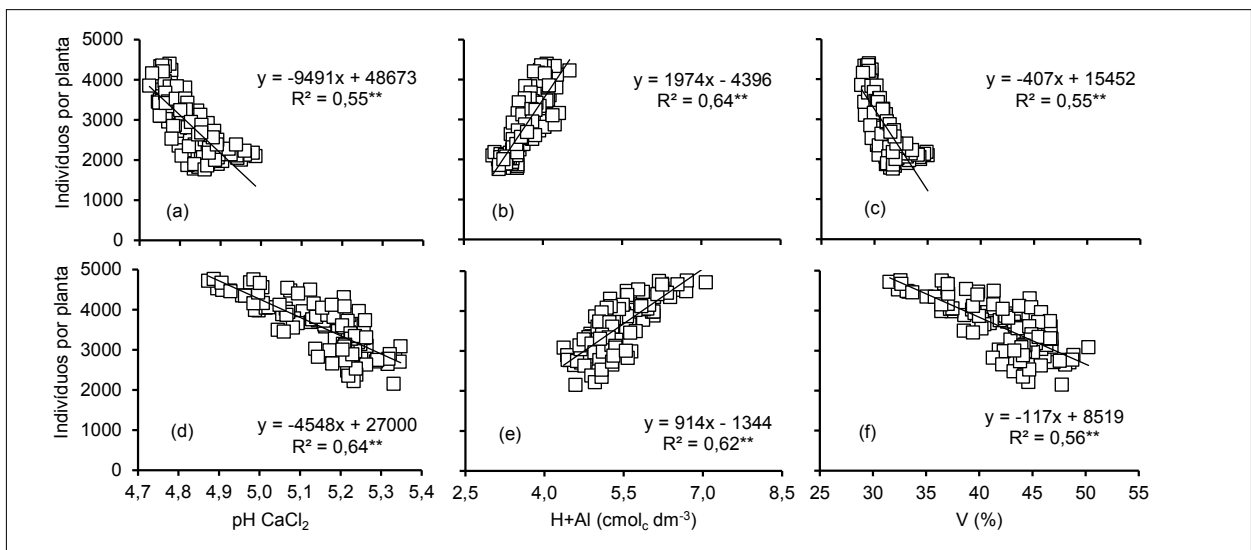 Indivíduos por planta
5000
4000
3000
2000
1000
0
y = -9491x + 48673
R² = 0,55**
(a)
y = 1974x - 4396
R² = 0,64**
(b)
y = -407x + 15452
R² = 0,55**
(c)
Indivíduos por planta
5000
4000
3000
2000
1000
0
y = -4548x + 27000
R² = 0,64**
(d)
y = 914x - 1344
R² = 0,62**
(e)
y = -117x + 8519
R² = 0,56**
(f)
4,7 4,8 4,9 5,0 5,1 5,2 5,3 5,4
2,5 4,0 5,5 7,0 8,5
25 30 35 40 45 50 55
pH CaCl₂
H+Al (cmol꜀ dm⁻³)
V (%)